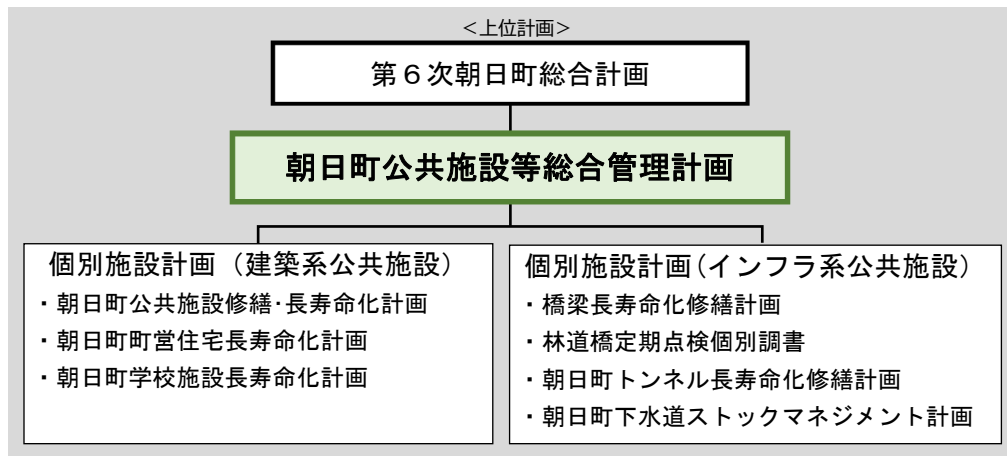 ＜上位計画＞
第６次朝日町総合計画
朝日町公共施設等総合管理計画
個別施設計画（建築系公共施設）
・朝日町公共施設修繕・長寿命化計画
・朝日町町営住宅長寿命化計画
・朝日町学校施設長寿命化計画
個別施設計画（インフラ系公共施設）
・橋梁長寿命化修繕計画
・林道橋定期点検個別調書
・朝日町トンネル長寿命化修繕計画
・朝日町下水道ストックマネジメント計画